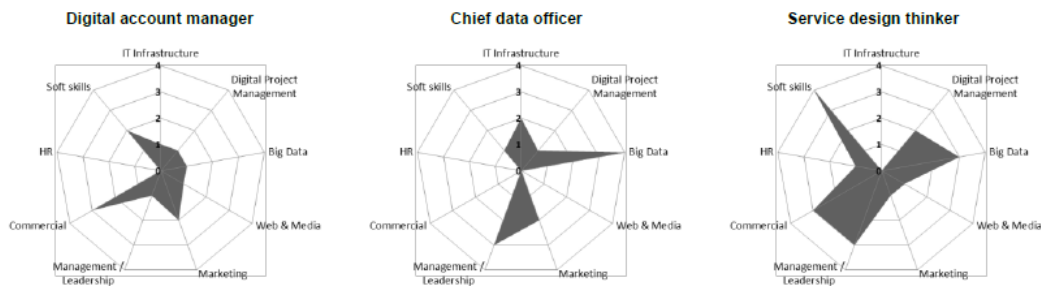 Digital account manager
IT Infrastructure
4
3
2
1
0
Digital Project
Management
Big Data
Web & Media
Marketing
Management /
Leadership
Commercial
HR
Soft skills
Chief data officer
IT Infrastructure
4
3
2
1
0
Digital Project
Management
Big Data
Web & Media
Marketing
Management /
Leadership
Commercial
HR
Soft skills
Service design thinker
IT Infrastructure
4
3
2
1
0
Digital Project
Management
Big Data
Web & Media
Marketing
Management /
Leadership
Commercial
HR
Soft skills